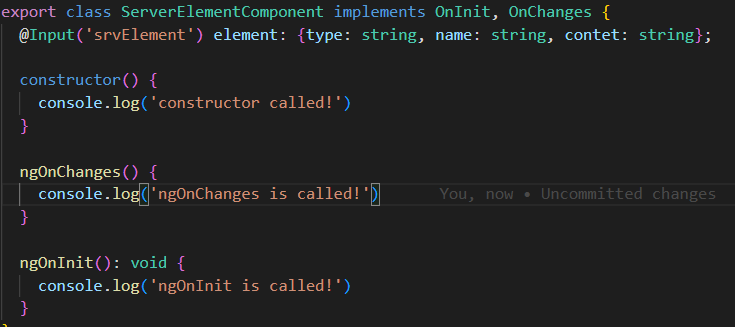 export class ServerElementComponent implements OnInit, OnChanges {
@Input('srvElement') element: {type: string, name: string, contet: string};
constructor() {
console.log('constructor called!')
}
ngOnChanges() {
console.log('ngOnChanges is called!') You, now • Uncommitted changes
}
ngOnInit(): void {
console.log('ngOnInit is called!')
}
}